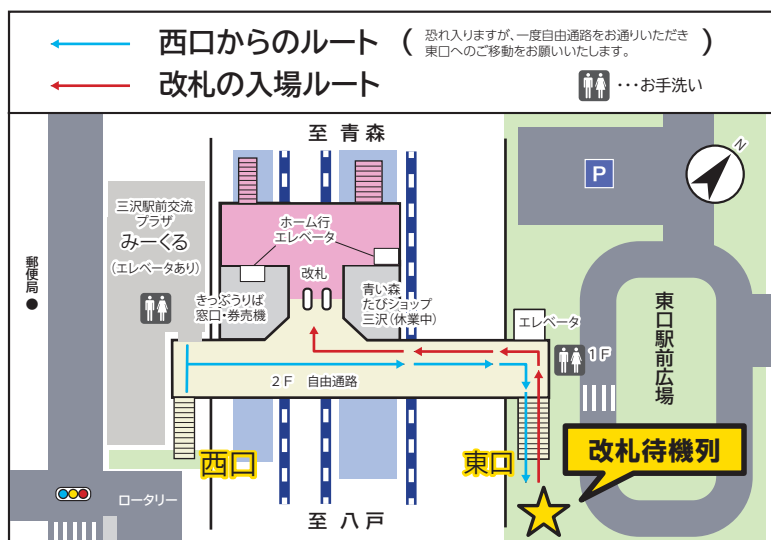 西口からのルート
( 恐れ入りますが、一度自由通路をお通りいただき
東口へのご移動をお願いいたします。 )
改札の入場ルート
･･･お手洗い
至 青森
N
P
三沢駅前交流
プラザ
みーくる
(エレベータあり)
ホーム行
エレベータ
改札
郵便局
きっぷうりば
窓口・券売機
青い森
たびショップ
三沢(休業中)
エレベータ
1F
東口駅前広場
2F 自由通路
西口
東口
改札待機列
ロータリー
至 八戸